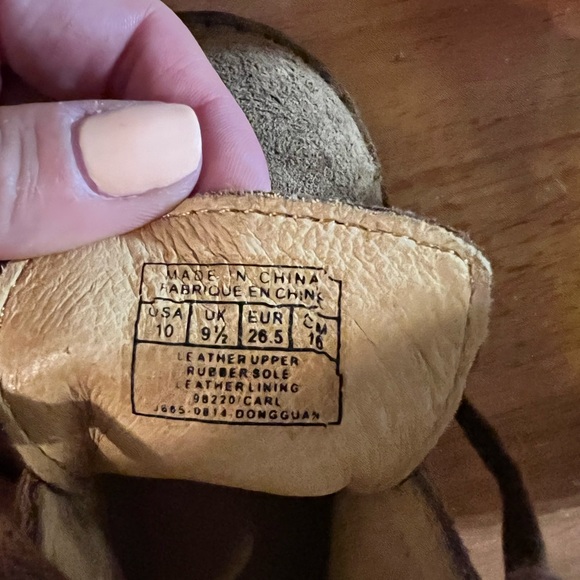 MADE IN CHINA
FABRIQUE EN CHINE
USA UK EUR CM
10 9½ 26.5 16
LEATHER UPPER
RUBBER SOLE
LEATHER LINING
98220/CARL
J665-0814-DONGGUAN